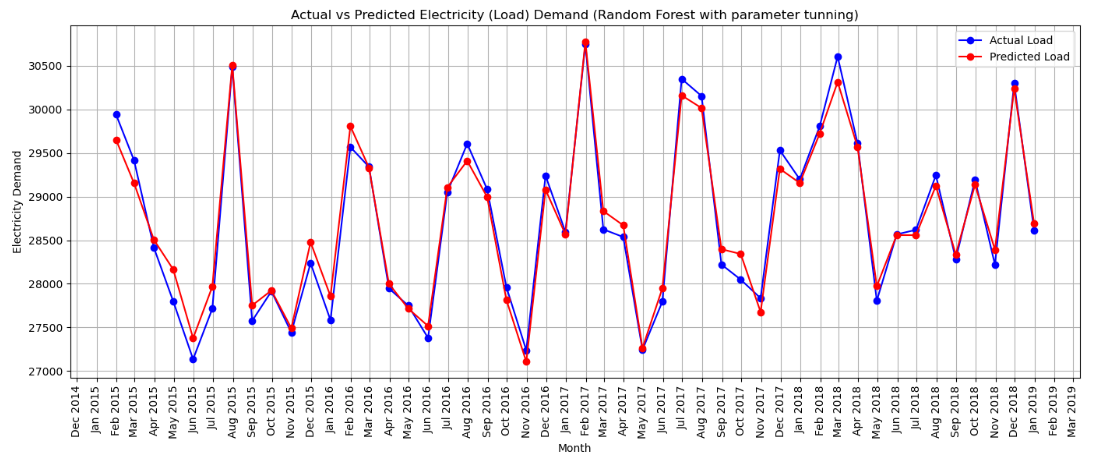 Actual vs Predicted Electricity (Load) Demand (Random Forest with parameter tunning)
Actual Load
Predicted Load
Electricity Demand
30500
30000
29500
29000
28500
28000
27500
27000
Dec 2014
Jan 2015
Feb 2015
Mar 2015
Apr 2015
May 2015
Jun 2015
Jul 2015
Aug 2015
Sep 2015
Oct 2015
Nov 2015
Dec 2015
Jan 2016
Feb 2016
Mar 2016
Apr 2016
May 2016
Jun 2016
Jul 2016
Aug 2016
Sep 2016
Oct 2016
Nov 2016
Dec 2016
Jan 2017
Feb 2017
Mar 2017
Apr 2017
May 2017
Jun 2017
Jul 2017
Aug 2017
Sep 2017
Oct 2017
Nov 2017
Dec 2017
Jan 2018
Feb 2018
Mar 2018
Apr 2018
May 2018
Jun 2018
Jul 2018
Aug 2018
Sep 2018
Oct 2018
Nov 2018
Dec 2018
Jan 2019
Feb 2019
Mar 2019
Month